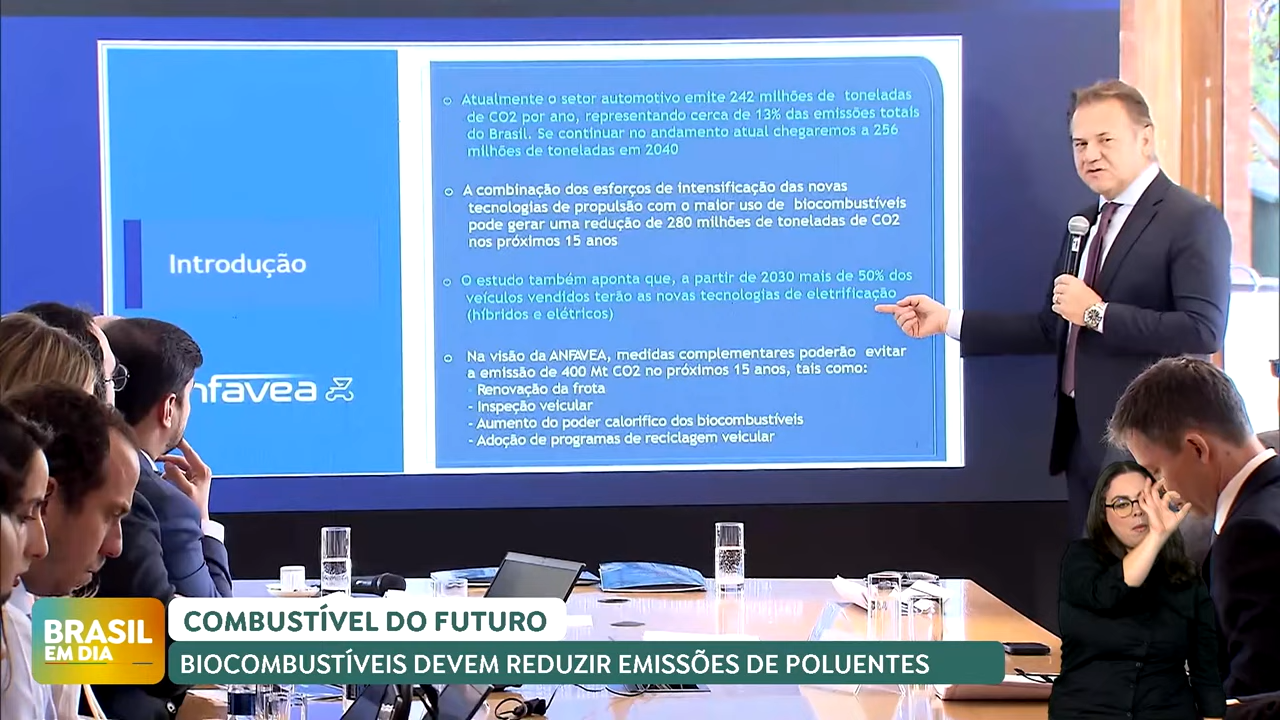 Introdução
nfavea
o Atualmente o setor automotivo emite 242 milhões de toneladas
de CO2 por ano, representando cerca de 13% das emissões totais
do Brasil. Se continuar no andamento atual chegaremos a 256
milhões de toneladas em 2040
o A combinação dos esforços de intensificação das novas
tecnologias de propulsão com o maior uso de biocombustíveis
pode gerar uma redução de 280 milhões de toneladas de CO2
nos próximos 15 anos
o O estudo também aponta que, a partir de 2030 mais de 50% dos
veículos vendidos terão as novas tecnologias de eletrificação
(híbridos e elétricos)
o Na visão da ANFAVEA, medidas complementares poderão evitar
a emissão de 400 Mt CO2 no próximos 15 anos, tais como:
- Renovação da frota
- Inspeção veicular
- Aumento do poder calorifico dos biocombustíveis
- Adoção de programas de reciclagem veicular
BRASIL
EM DIA
COMBUSTÍVEL DO FUTURO
BIOCOMBUSTÍVEIS DEVEM REDUZIR EMISSÕES DE POLUENTES